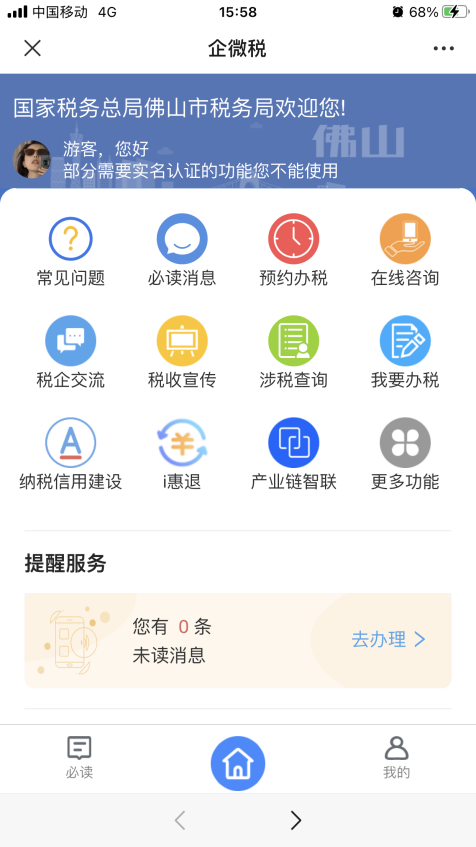 中国移动 4G 15:58 68%
企微税
国家税务总局佛山市税务局欢迎您!
佛山
游客，您好
部分需要实名认证的功能您不能使用
常见问题 必读消息 预约办税 在线咨询
税企交流 税收宣传 涉税查询 我要办税
纳税信用建设 i惠退 产业链智联 更多功能
提醒服务
您有 0 条
未读消息
去办理
必读 我的